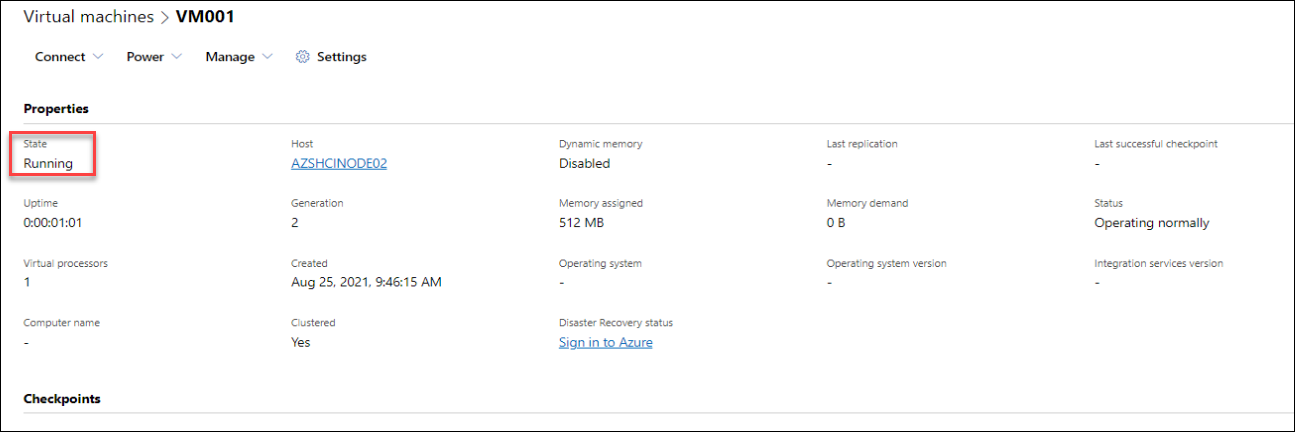 Virtual machines > VM001
Connect Power Manage Settings
Properties
State Host Dynamic memory Last replication Last successful checkpoint
Running AZSHCINODE02 Disabled - -
Uptime Generation Memory assigned Memory demand Status
0:00:01:01 2 512 MB 0 B Operating normally
Virtual processors Created Operating system Operating system version Integration services version
1 Aug 25, 2021, 9:46:15 AM - - -
Computer name Clustered Disaster Recovery status
- Yes Sign in to Azure
Checkpoints